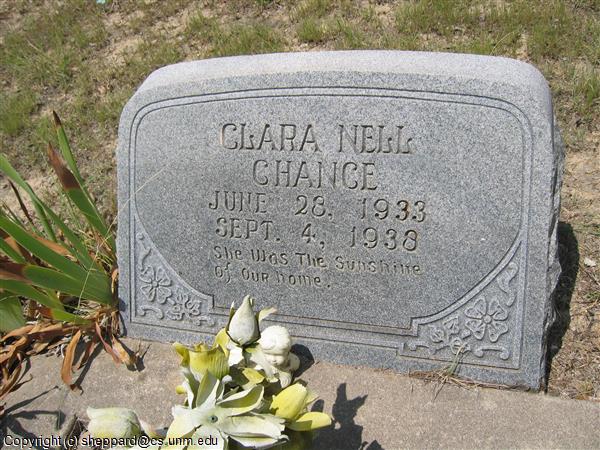 CLARA NELL
CHANCE
JUNE 28, 1933
SEPT. 4, 1938
She Was The Sunshine
of Our home.
Copyright (c) sheppard@cs.unm.edu